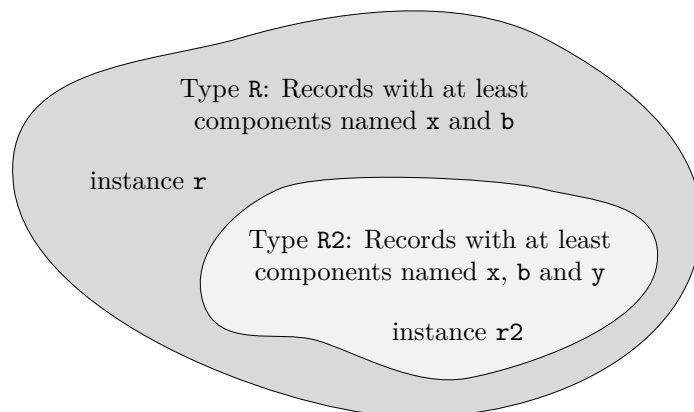 Type R: Records with at least
components named x and b
instance r
Type R2: Records with at least
components named x, b and y
instance r2